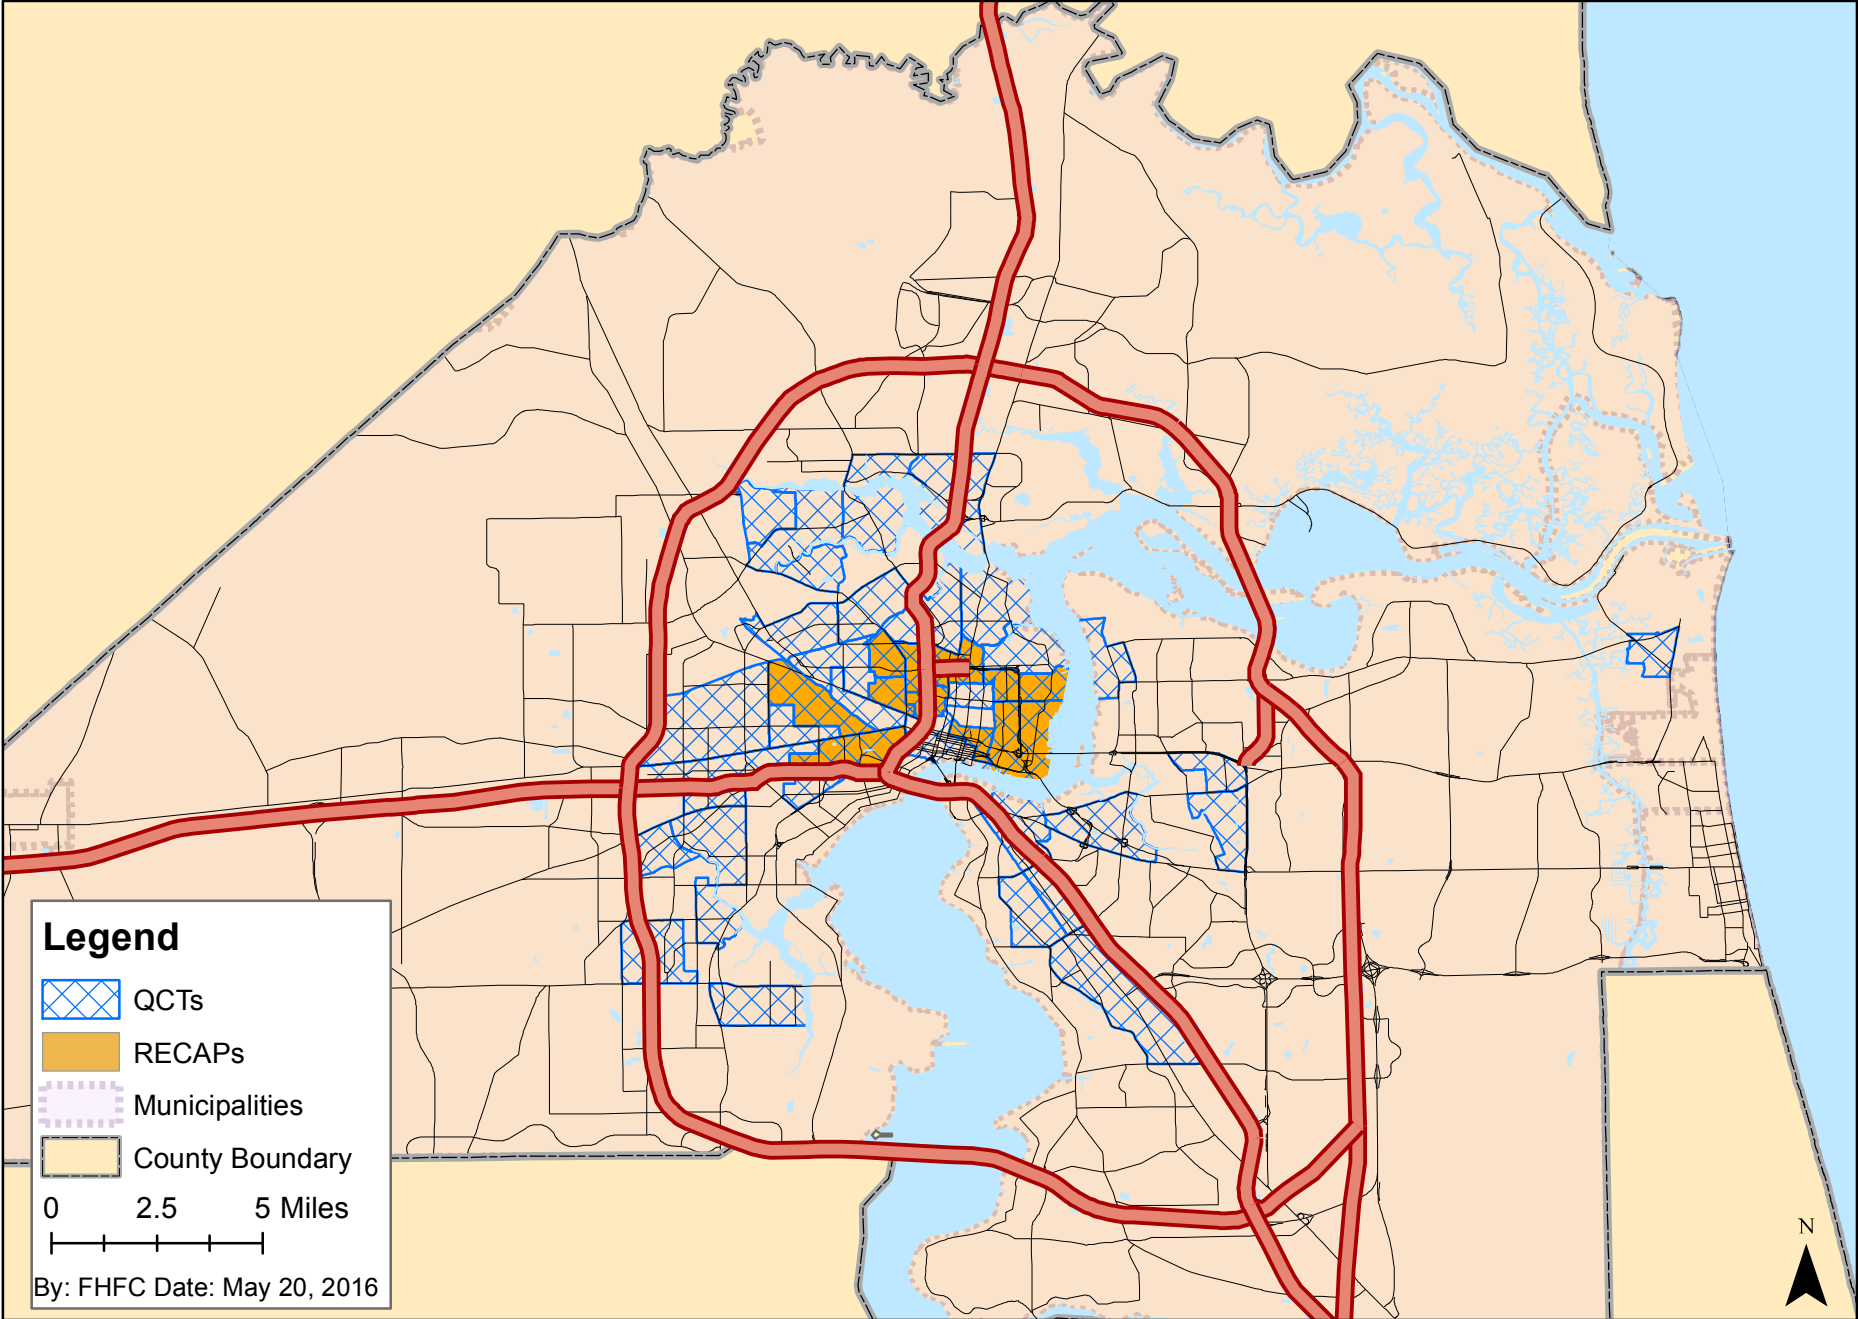 Legend
QCTs
RECAPs
Municipalities
County Boundary
0 2.5 5 Miles
By: FHFC Date: May 20, 2016
N